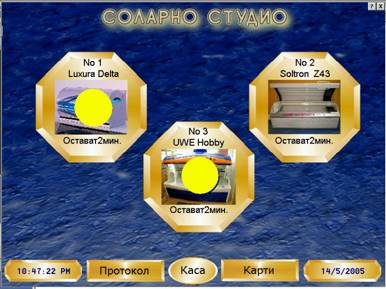 СОЛАРНО СТУДИО
No 1
Luxura Delta
Остават2мин.
No 2
Soltron Z43
Остават2мин.
No 3
UWE Hobby
Остават2мин.
10:47:22 PM
Протокол
Каса
Карти
14/5/2005